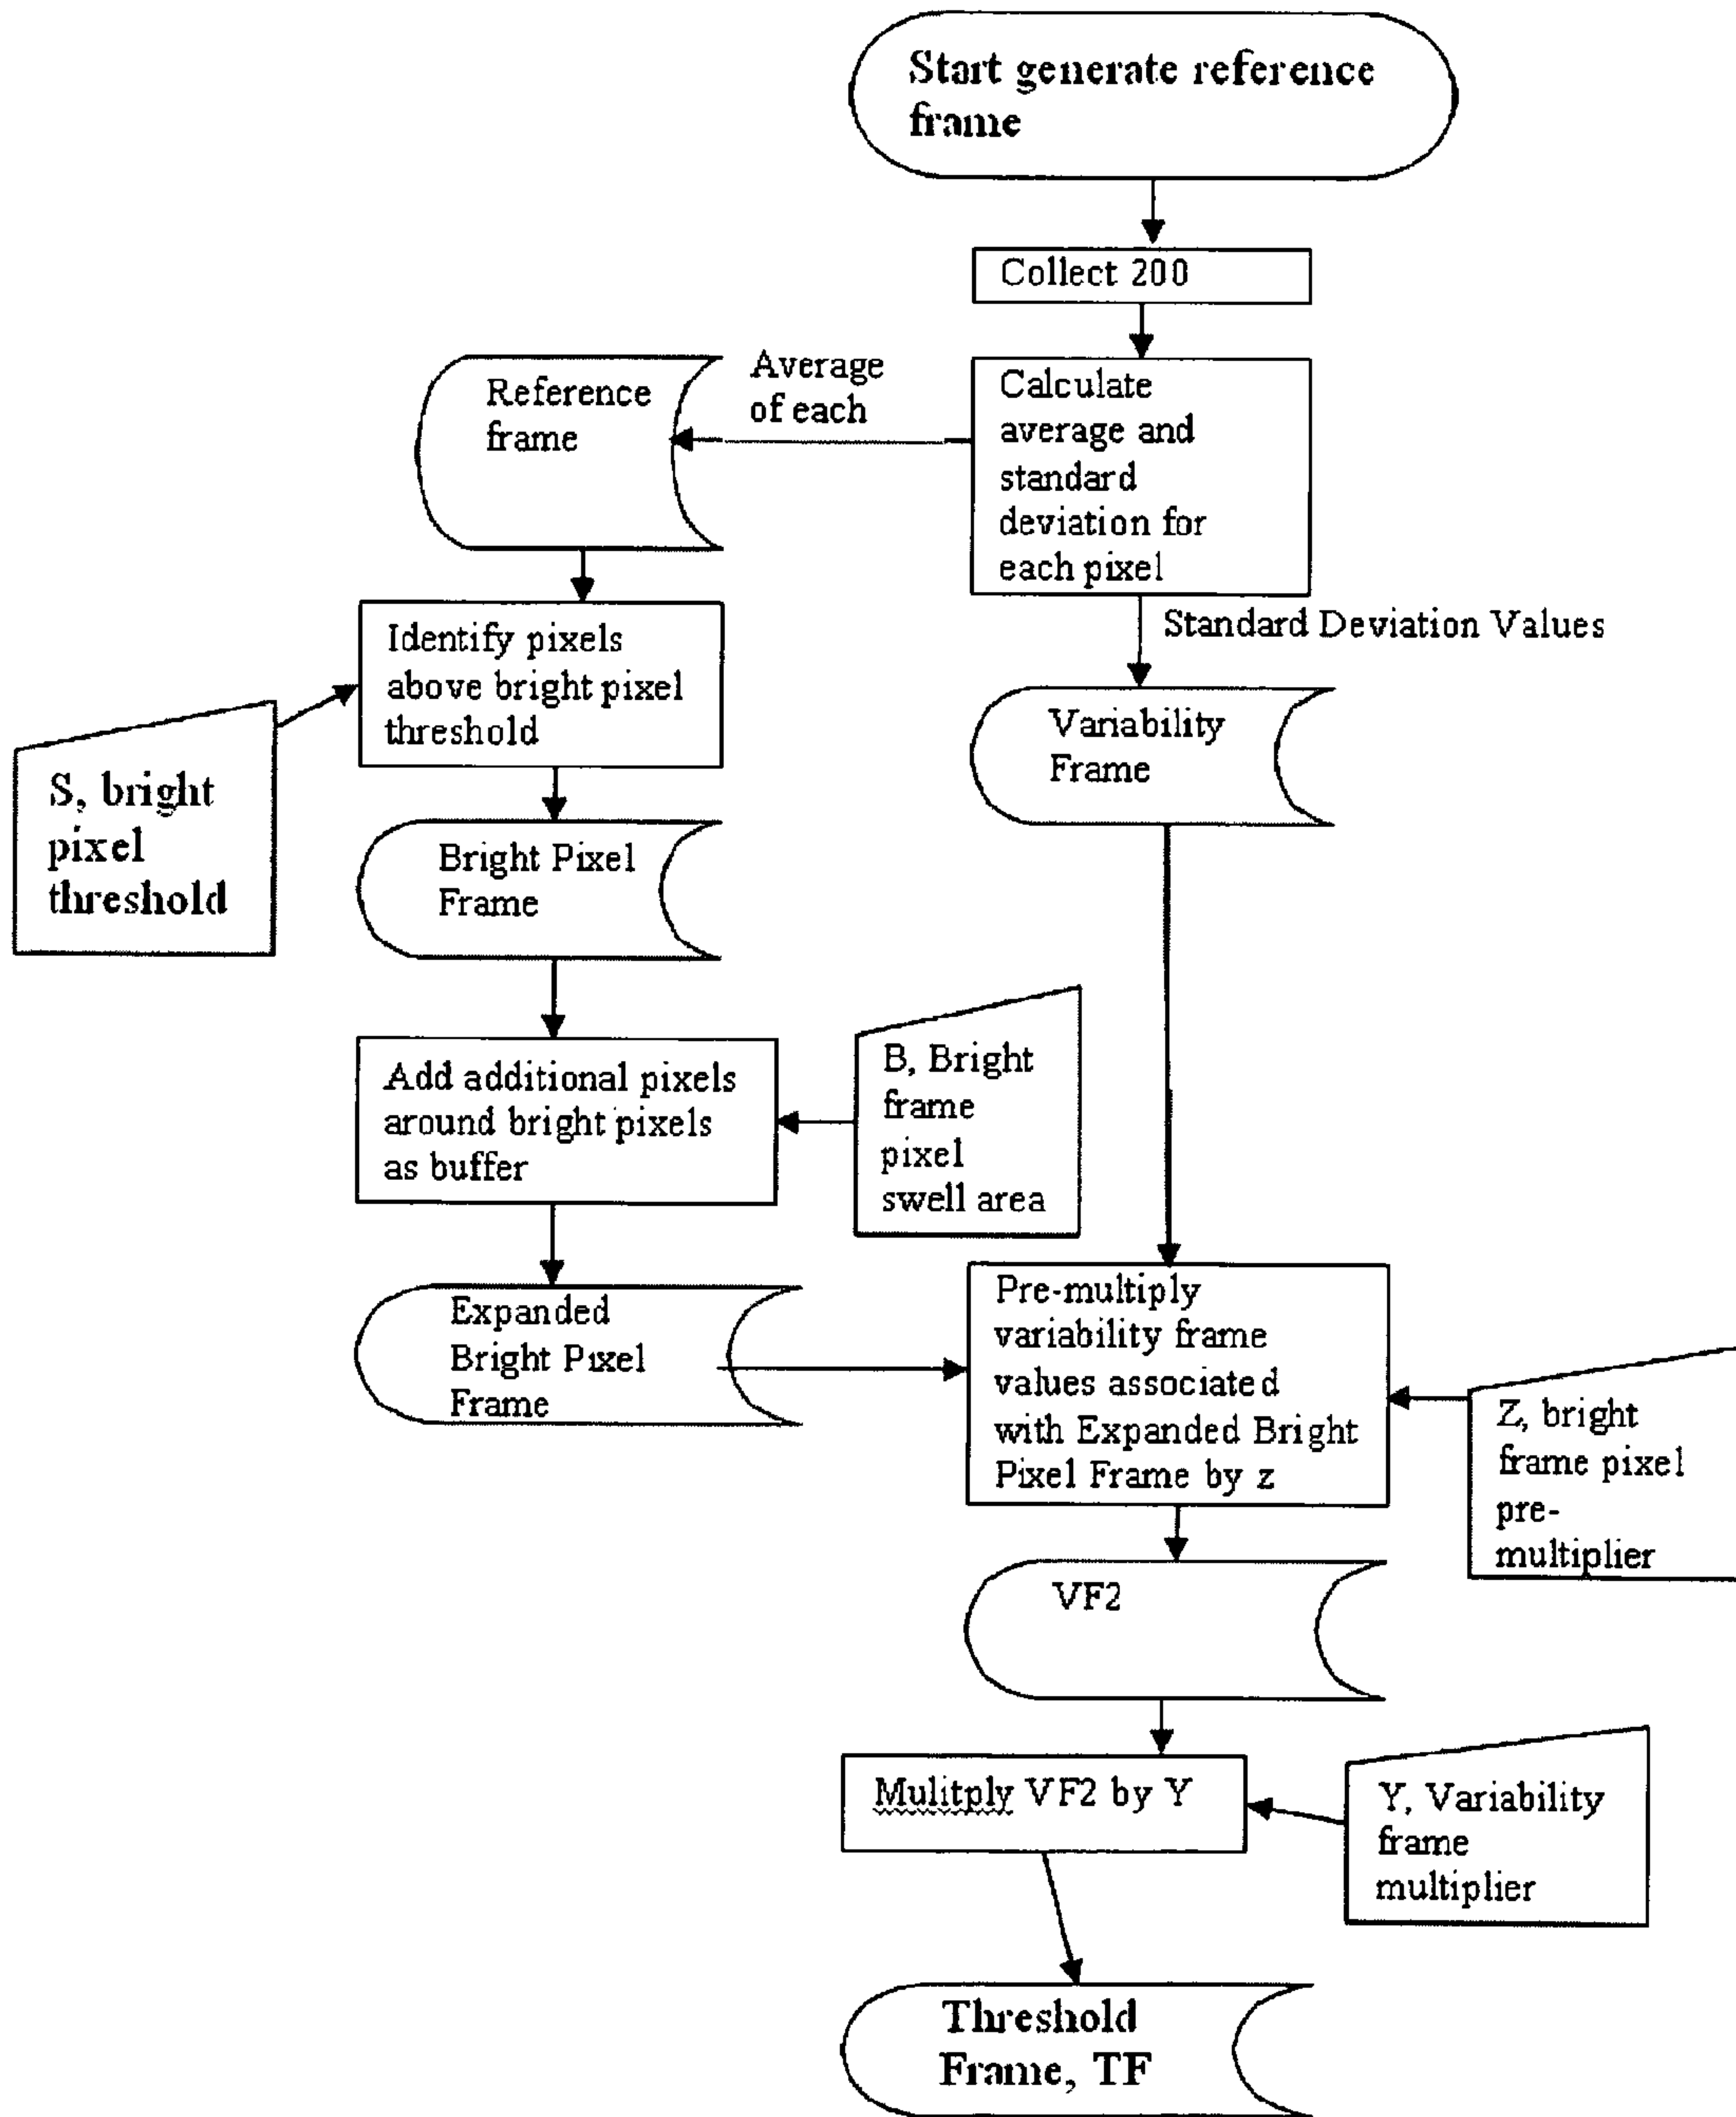 Start generate reference
frame
Collect 200
Calculate
average and
standard
deviation for
each pixel
Average
of each
Reference
frame
Standard Deviation Values
Identify pixels
above bright pixel
threshold
S, bright
pixel
threshold
Variability
Frame
Bright Pixel
Frame
Add additional pixels
around bright pixels
as buffer
B, Bright
frame
pixel
swell area
Expanded
Bright Pixel
Frame
Pre-multiply
variability frame
values associated
with Expanded Bright
Pixel Frame by z
Z, bright
frame pixel
pre-
multiplier
VF2
Mulitply VF2 by Y
Y, Variability
frame
multiplier
Threshold
Frame, TF